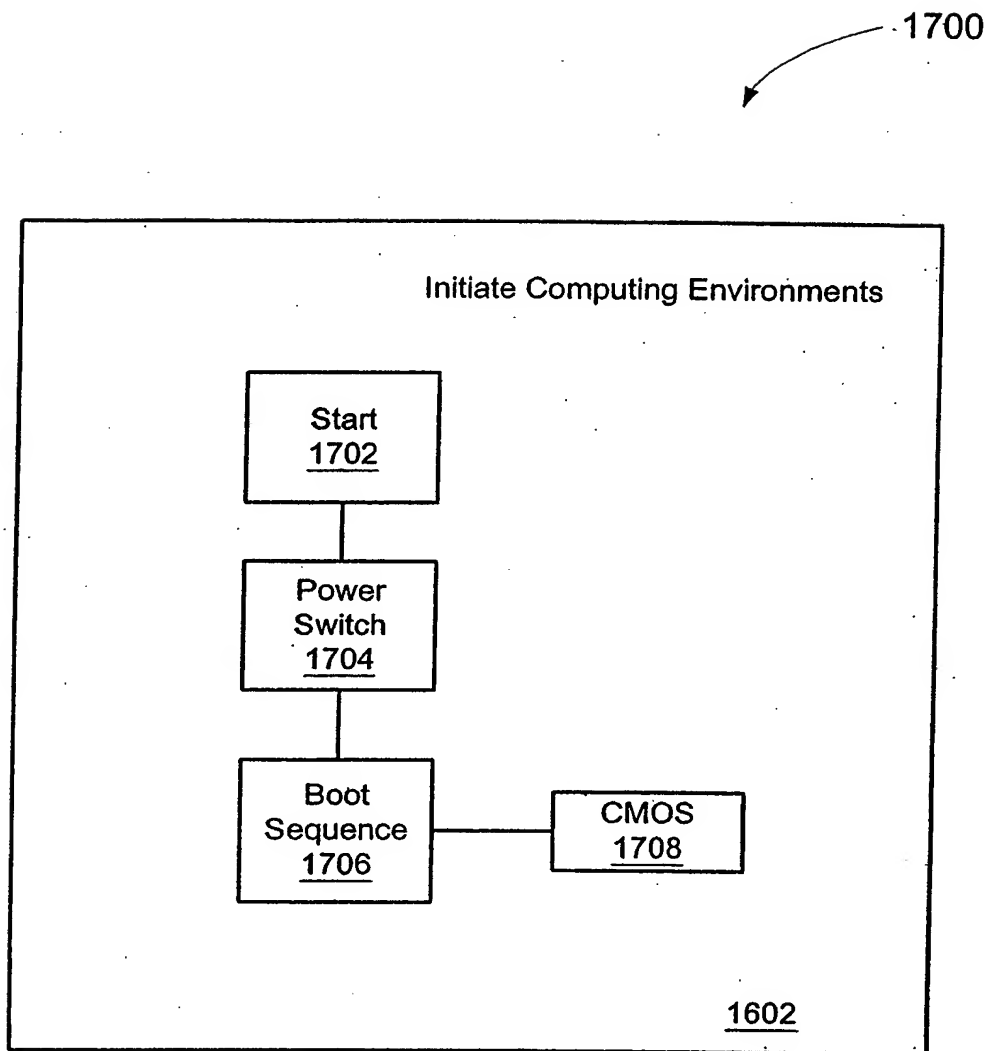 1700
Initiate Computing Environments
Start
1702
Power
Switch
1704
Boot
Sequence
1706
CMOS
1708
1602